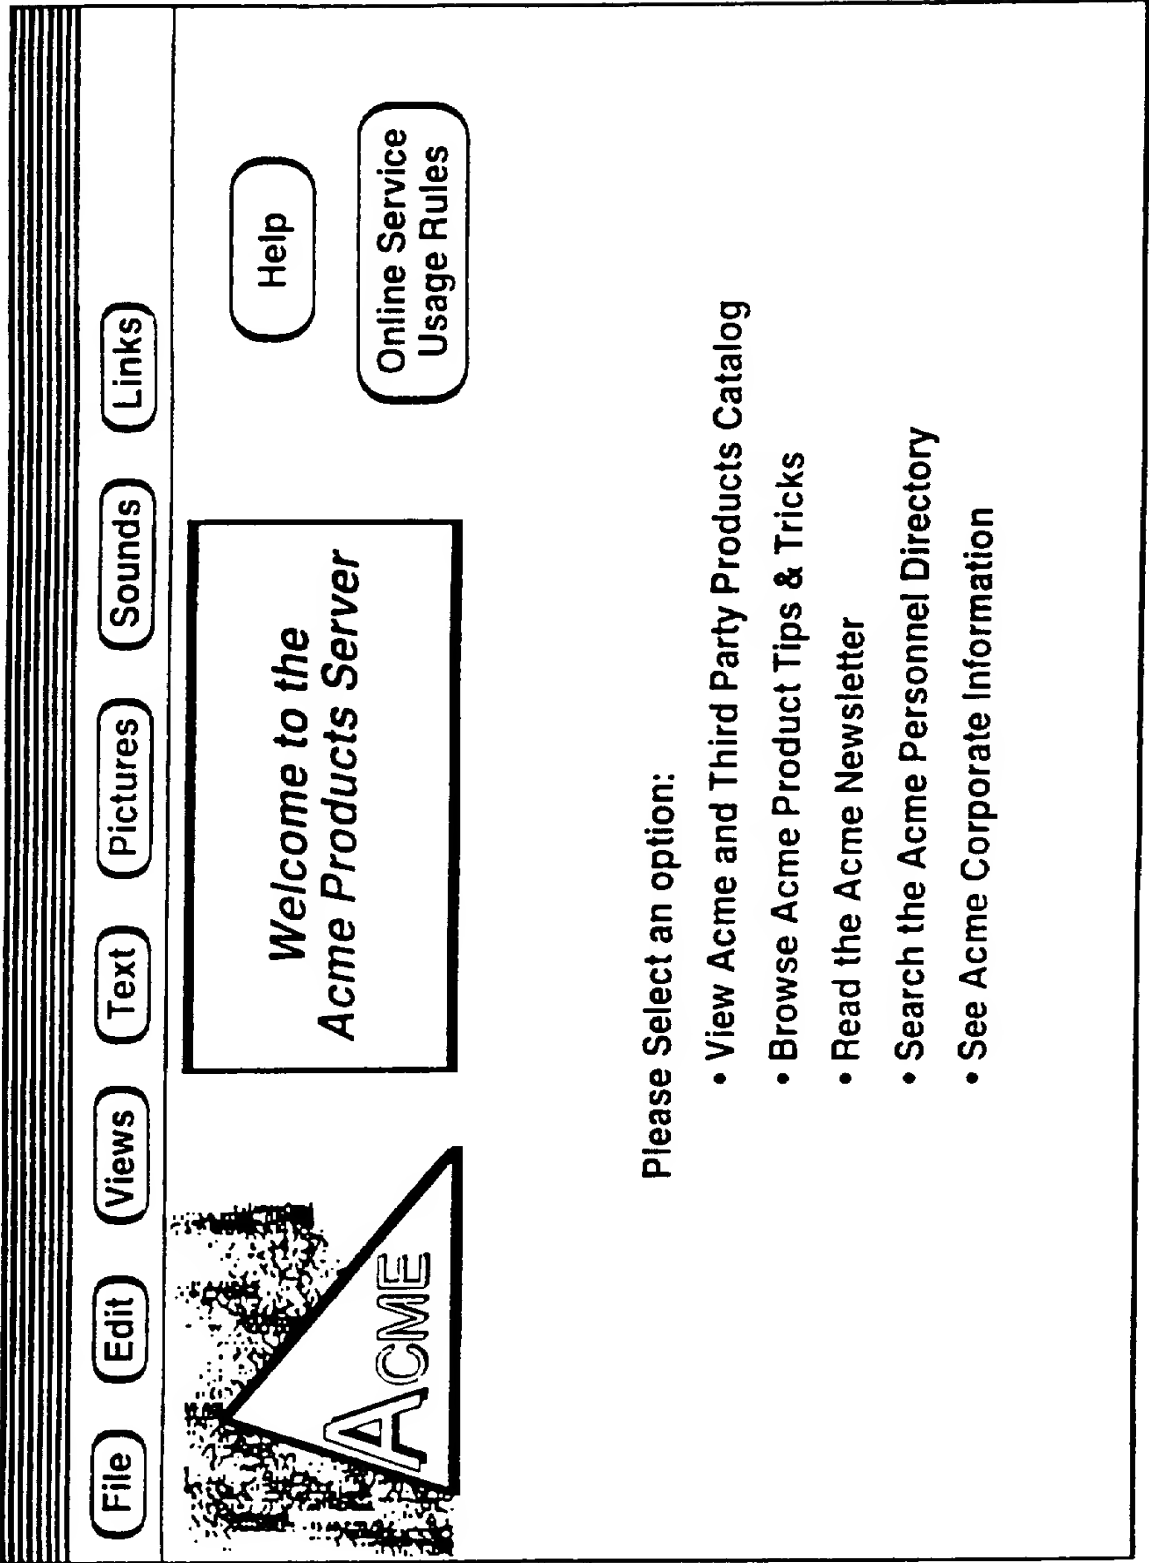 File
Edit
Views
Text
Pictures
Sounds
Links
ACME
Welcome to the
Acme Products Server
Help
Online Service
Usage Rules
Please Select an option:
• View Acme and Third Party Products Catalog
• Browse Acme Product Tips & Tricks
• Read the Acme Newsletter
• Search the Acme Personnel Directory
• See Acme Corporate Information